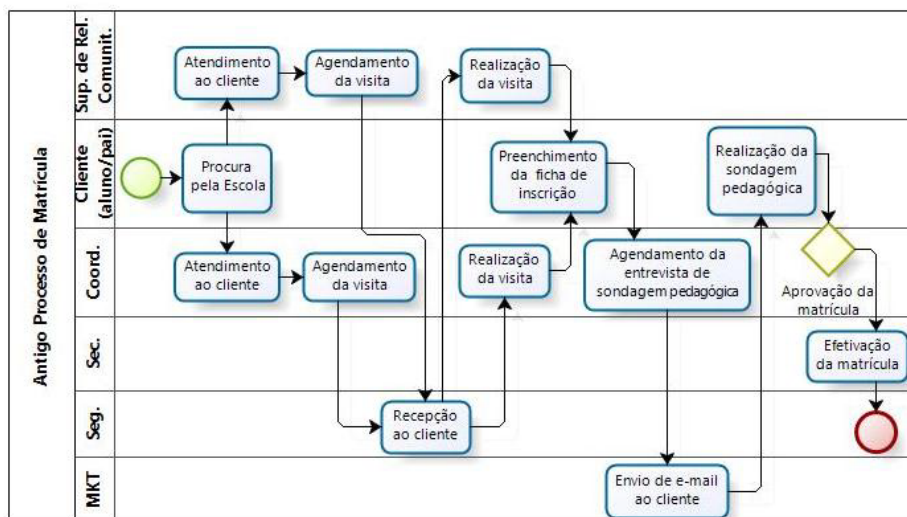 Antigo Processo de Matrícula
Sup. de Rel.
Comunit.
Atendimento
ao cliente
Agendamento
da visita
Realização
da visita
Cliente
(aluno/pai)
Procura
pela Escola
Preenchimento
da ficha de
inscrição
Realização da
sondagem
pedagógica
Coord.
Atendimento
ao cliente
Agendamento
da visita
Realização
da visita
Agendamento da
entrevista de
sondagem pedagógica
Aprovação da
matrícula
Sec.
Efetivação
da matrícula
Seg.
Recepção
ao cliente
MKT
Envio de e-mail
ao cliente